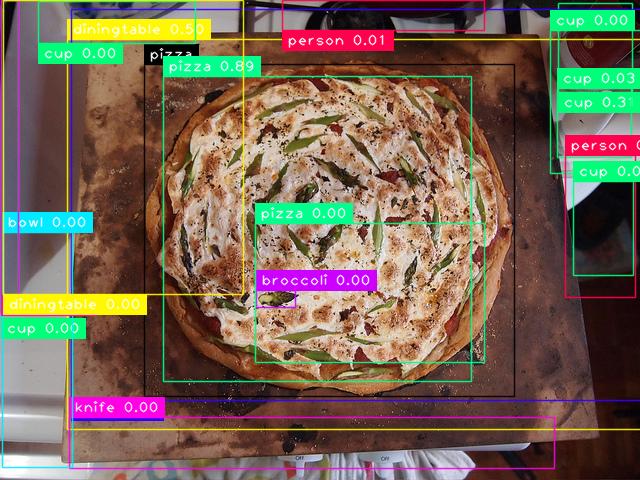 cup 0.00
diningtable 0.50
person 0.01
cup 0.00
pizza
pizza 0.89
cup 0.03
cup 0.31
person 0
cup 0.0
pizza 0.00
bowl 0.00
broccoli 0.00
diningtable 0.00
cup 0.00
knife 0.00
Off
Off